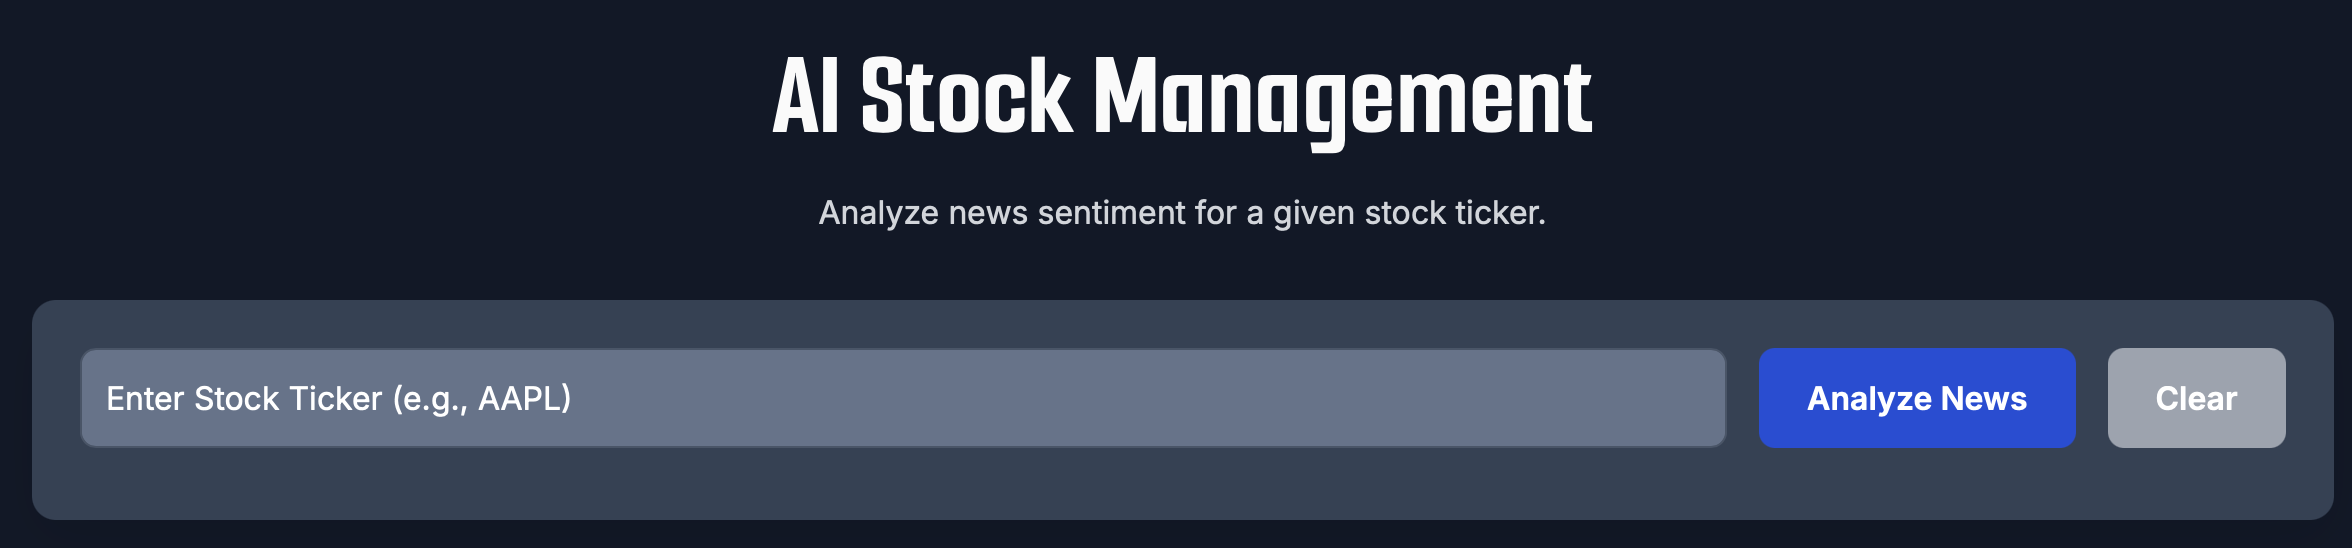 AI Stock Management
Analyze news sentiment for a given stock ticker.
Enter Stock Ticker (e.g., AAPL)
Analyze News
Clear